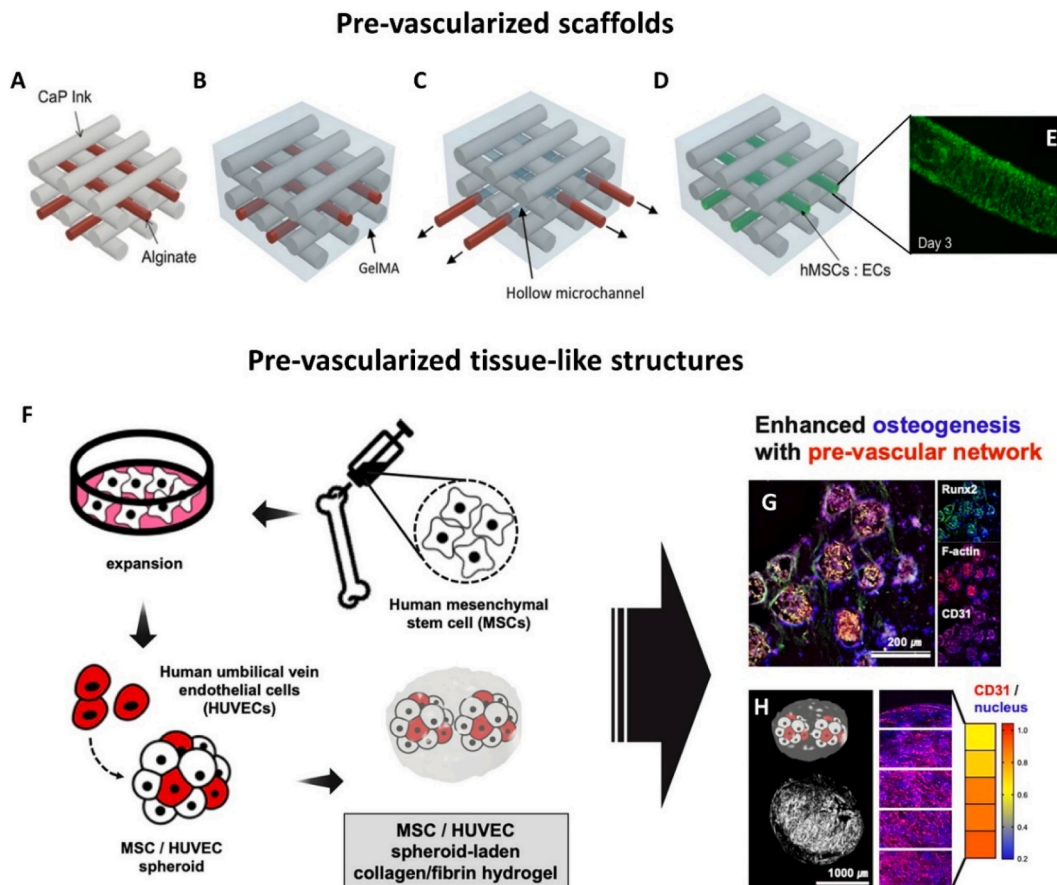 Pre-vascularized scaffolds
A
B
C
D
CaP Ink
Alginate
GelMA
Hollow microchannel
hMSCs : ECs
E
Day 3
Pre-vascularized tissue-like structures
F
expansion
Human mesenchymal
stem cell (MSCs)
Human umbilical vein
endothelial cells
(HUVECs)
MSC / HUVEC
spheroid
MSC / HUVEC
spheroid-laden
collagen/fibrin hydrogel
Enhanced osteogenesis
with pre-vascular network
G
200 ㎛
Runx2
F-actin
CD31
H
1000 ㎛
CD31 /
nucleus
1.0
0.8
0.6
0.4
0.2